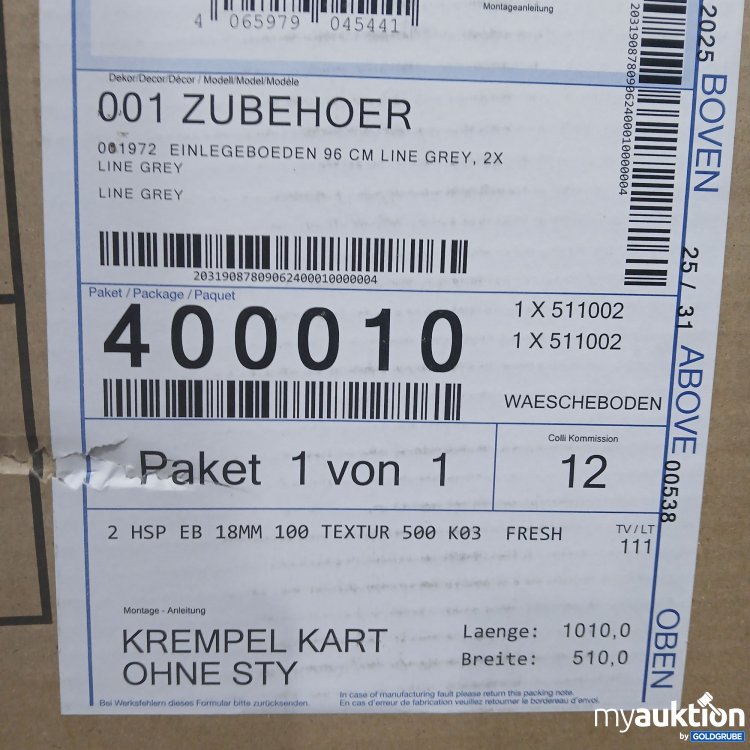 4 065979 045441
Montageanleitung
Dekor/Decor/Décor / Modell/Model/Modèle
001 ZUBEHOER
001972 EINLEGEBOEDEN 96 CM LINE GREY, 2X
LINE GREY
LINE GREY
20319087809062400010000004
Paket / Package / Paquet
400010
1 X 511002
1 X 511002
WAESCHEBODEN
Paket 1 von 1
Colli Kommission
12
2 HSP EB 18MM 100 TEXTUR 500 K03 FRESH
TV / LT
111
Montage - Anleitung
KREMPEL KART
OHNE STY
Laenge: 1010,0
Breite: 510,0
Bei Werksfehlern dieses Formular bitte zurücksenden.
In case of manufacturing fault please return this packing note.
En cas d'erreur de fabrication veuillez retourner le bordereau d'envoi.
20319087809062400010000004
2025
25 / 31
00538
BOVEN
ABOVE
OBEN
myauktion
by GOLDGRUBE